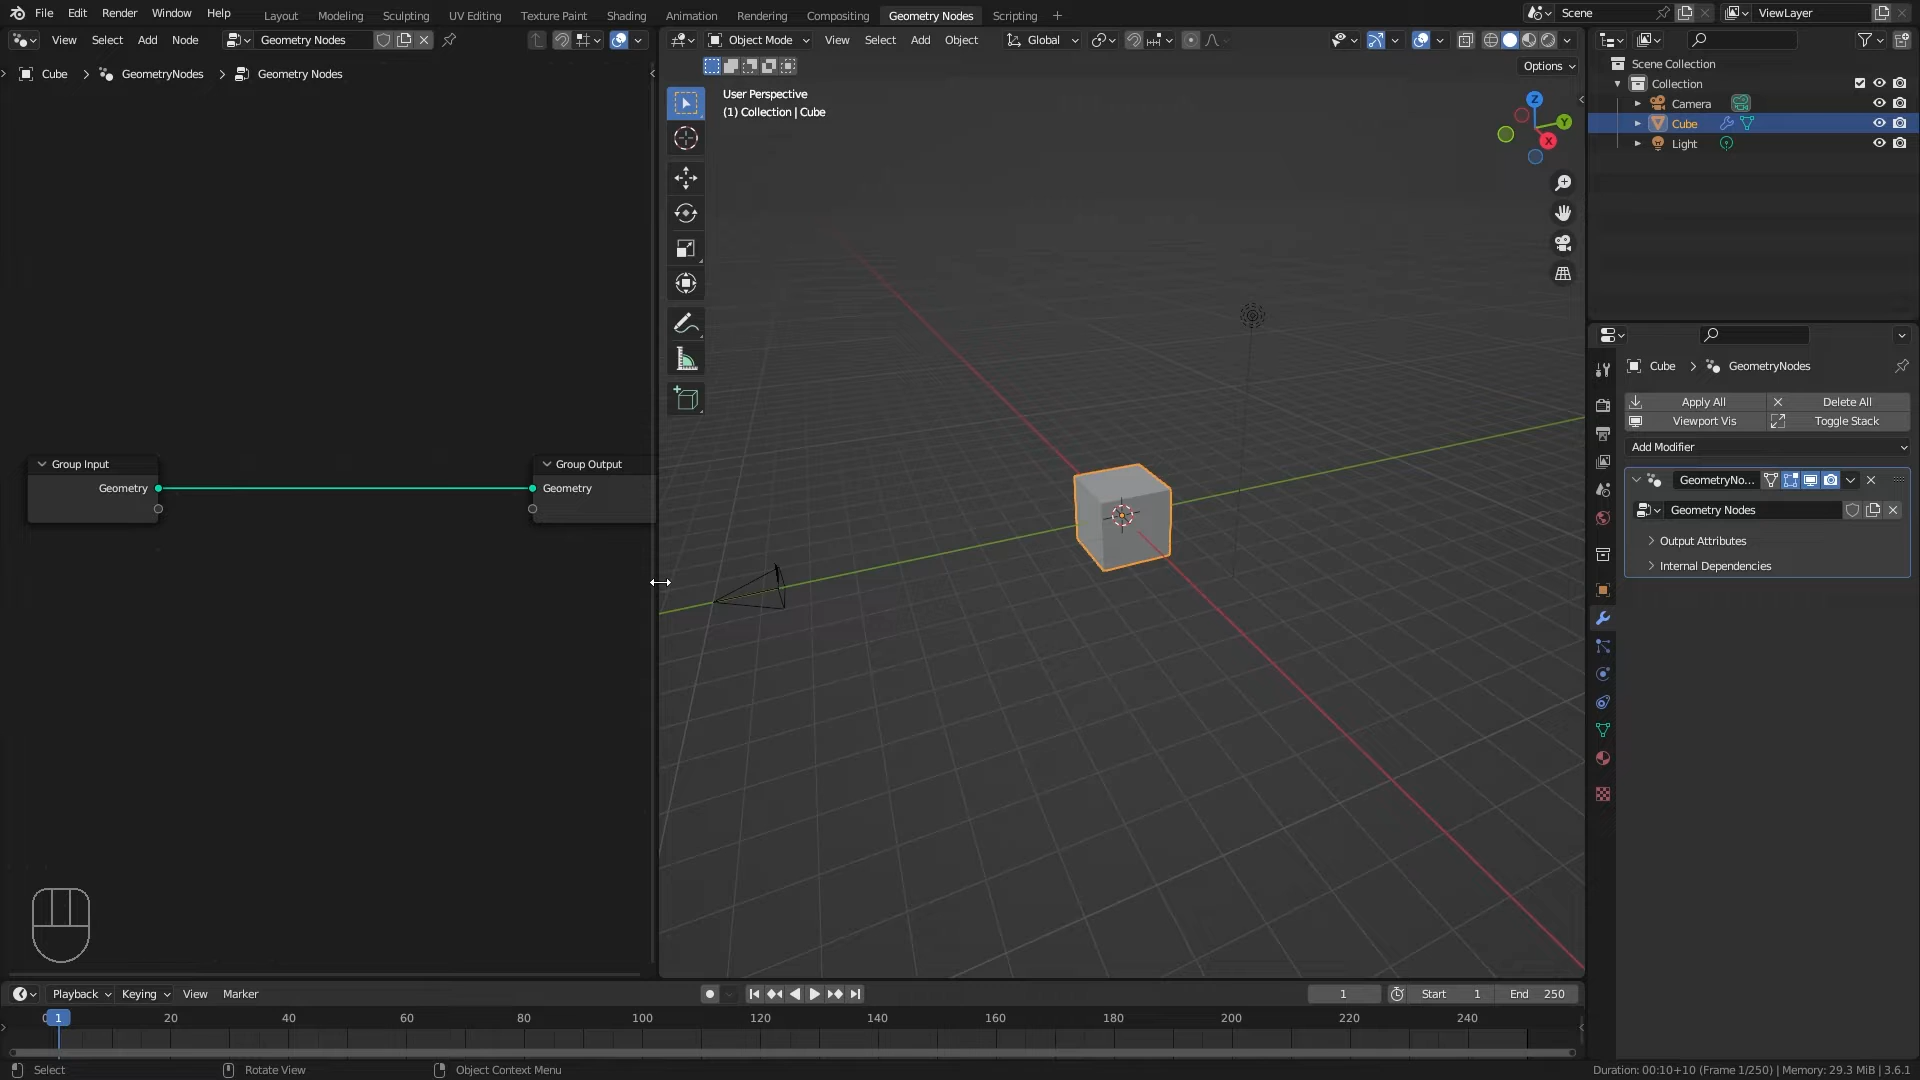 File Edit Render Window Help Layout Modeling Sculpting UV Editing Texture Paint Shading Animation Rendering Compositing Geometry Nodes Scripting + Scene ViewLayer
View Select Add Node Geometry Nodes Object Mode View Select Add Object Global
Cube > GeometryNodes > Geometry Nodes
Options
User Perspective
(1) Collection | Cube
Z
Y
X
Group Input
Geometry
Group Output
Geometry
Scene Collection
Collection
Camera
Cube
Light
Cube > GeometryNodes
Apply All Delete All
Viewport Vis Toggle Stack
Add Modifier
GeometryNo...
Geometry Nodes
Output Attributes
Internal Dependencies
Playback Keying View Marker 1 Start 1 End 250
1 20 40 60 80 100 120 140 160 180 200 220 240
Select Rotate View Object Context Menu Duration: 00:10+10 (Frame 1/250) | Memory: 29.3 MiB | 3.6.1